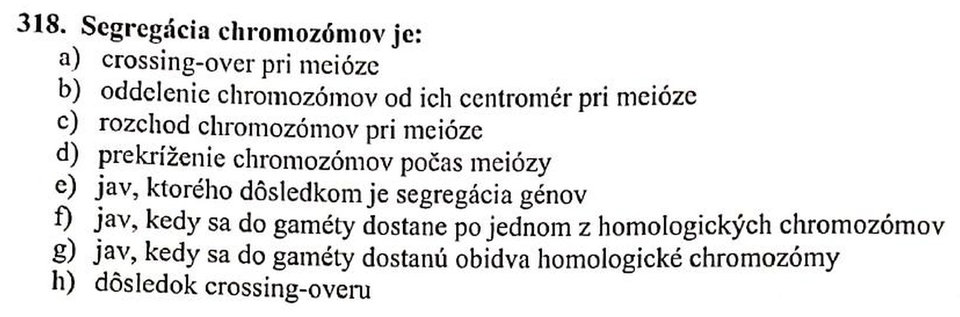 318. Segregácia chromozómov je:
a) crossing-over pri meióze
b) oddelenie chromozómov od ich centromér pri meióze
c) rozchod chromozómov pri meióze
d) prekríženie chromozómov počas meiózy
e) jav, ktorého dôsledkom je segregácia génov
f) jav, kedy sa do gaméty dostane po jednom z homologických chromozómov
g) jav, kedy sa do gaméty dostanú obidva homologické chromozómy
h) dôsledok crossing-overu